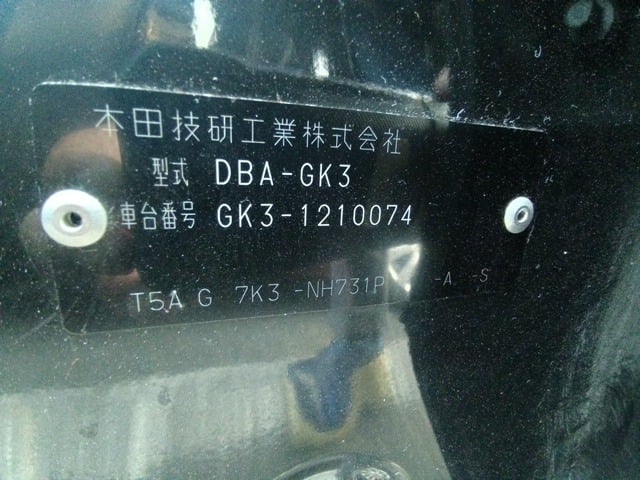 本田技研工業株式会社
型式 DBA-GK3
車台番号 GK3-1210074
T5A G 7K3 -NH731P -A -S